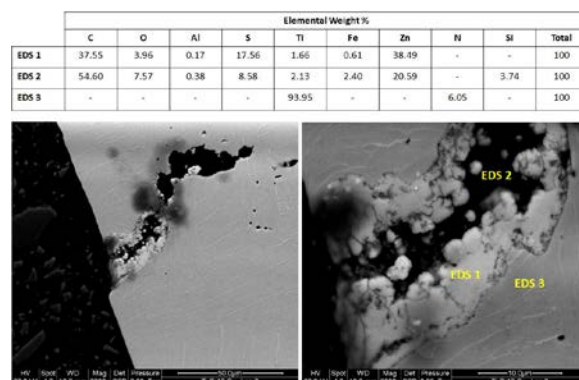 Elemental Weight %
C O Al S Ti Fe Zn N Si Total
EDS 1 37.55 3.96 0.17 17.56 1.66 0.61 38.49 - - 100
EDS 2 54.60 7.57 0.38 8.58 2.13 2.40 20.59 - 3.74 100
EDS 3 - - - - 93.95 - - 6.05 - 100
EDS 2
EDS 1
EDS 3
HV Spot WD Mag Det Pressure 50.0µm
HV Spot WD Mag Det Pressure 10.0µm